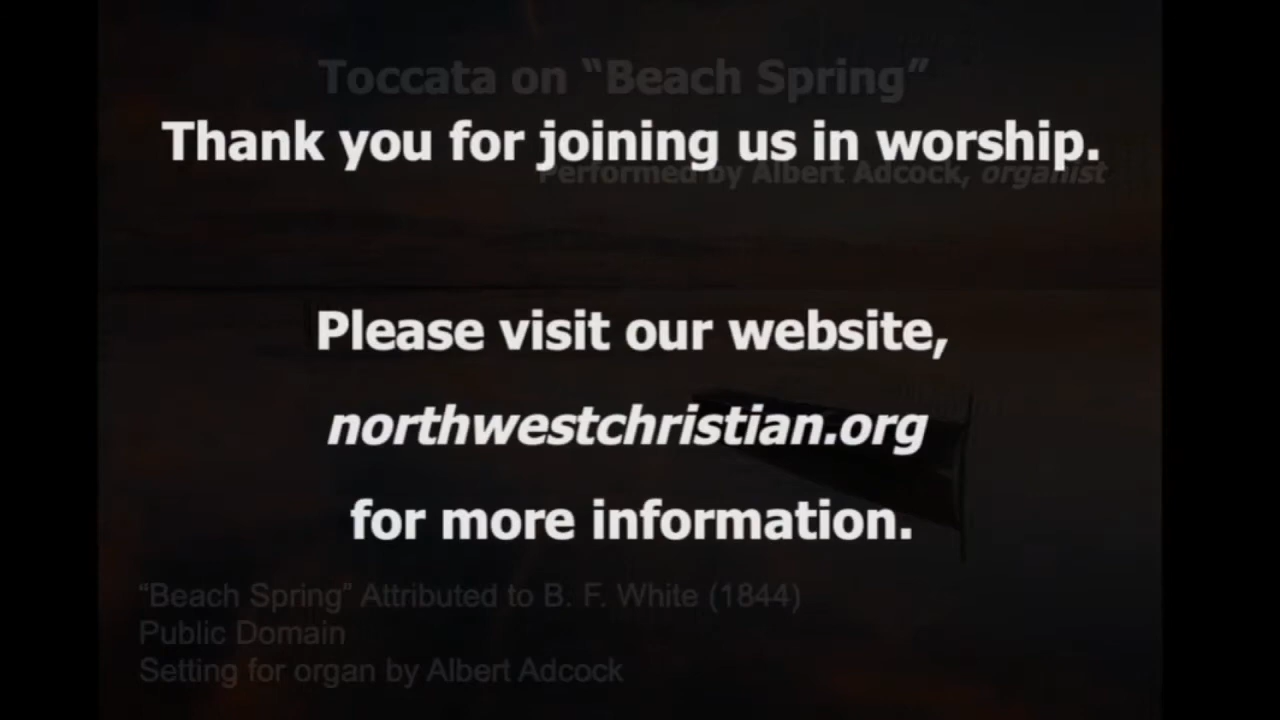 Toccata on “Beach Spring”
Thank you for joining us in worship.
Performed by Albert Adcock, organist
Please visit our website,
northwestchristian.org
for more information.
“Beach Spring” Attributed to B. F. White (1844)
Public Domain
Setting for organ by Albert Adcock